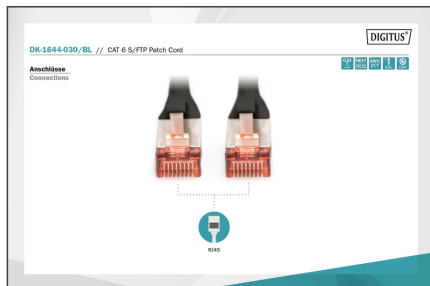 DIGITUS®
DK-1644-030/BL // CAT 6 S/FTP Patch Cord
Anschlüsse
Connections
RJ45